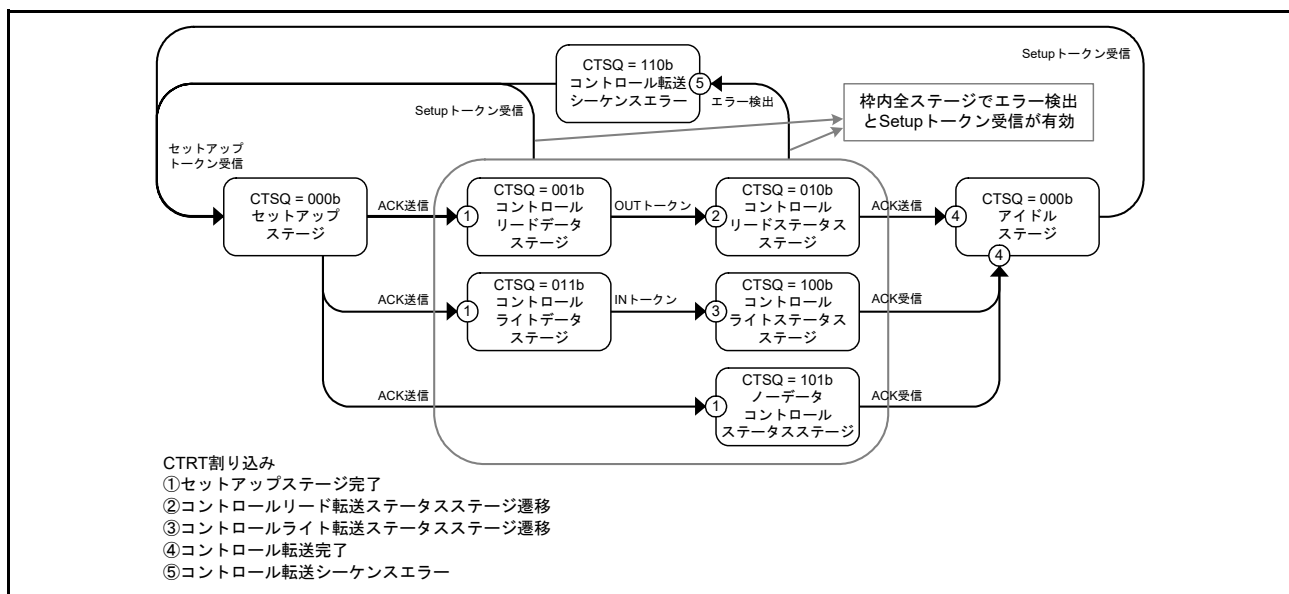 Setupトークン受信
CTSQ = 110b
コントロール転送
シーケンスエラー
⑤
エラー検出
Setupトークン受信
枠内全ステージでエラー検出
とSetupトークン受信が有効
セットアップ
トークン受信
CTSQ = 000b
セットアップ
ステージ
ACK送信
①
CTSQ = 001b
コントロール
リードデータ
ステージ
OUTトークン
②
CTSQ = 010b
コントロール
リードステータス
ステージ
ACK送信
④
CTSQ = 000b
アイドル
ステージ
④
ACK送信
①
CTSQ = 011b
コントロール
ライトデータ
ステージ
INトークン
③
CTSQ = 100b
コントロール
ライトステータス
ステージ
ACK受信
ACK送信
①
CTSQ = 101b
ノーデータ
コントロール
ステータスステージ
ACK受信
CTRT割り込み
①セットアップステージ完了
②コントロールリード転送ステータスステージ遷移
③コントロールライト転送ステータスステージ遷移
④コントロール転送完了
⑤コントロール転送シーケンスエラー